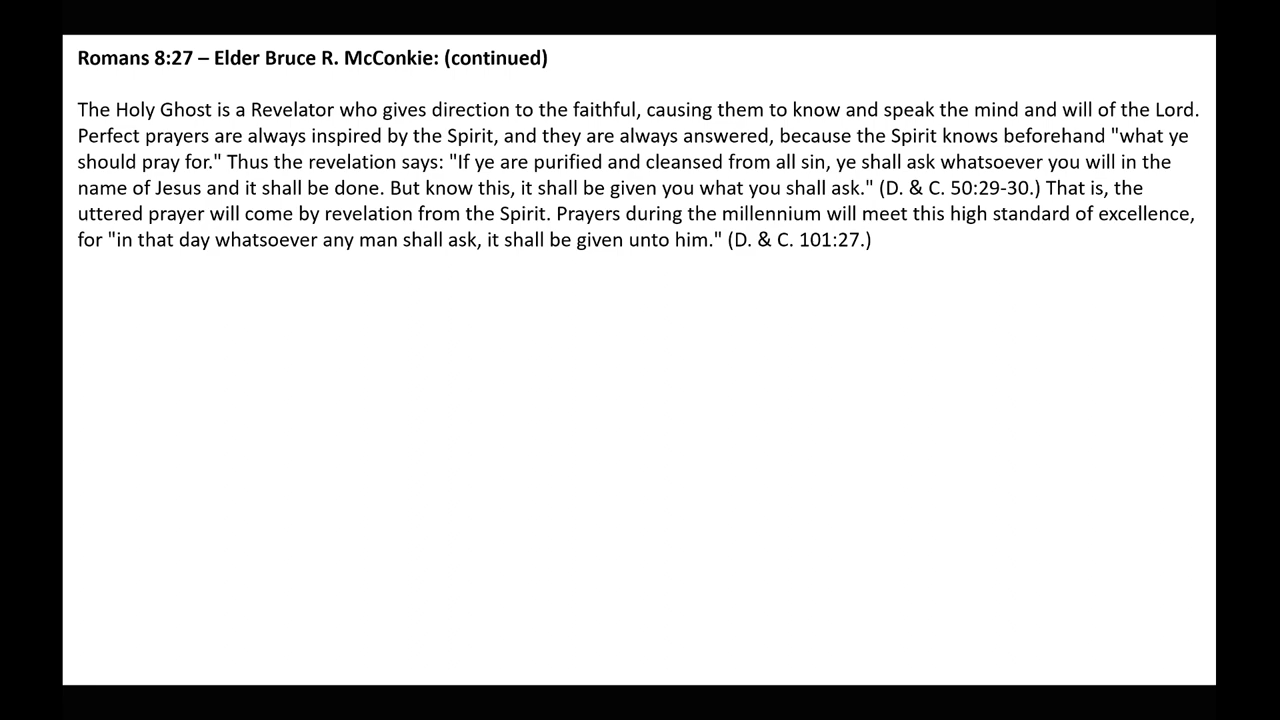 Romans 8:27 – Elder Bruce R. McConkie: (continued)
The Holy Ghost is a Revelator who gives direction to the faithful, causing them to know and speak the mind and will of the Lord.
Perfect prayers are always inspired by the Spirit, and they are always answered, because the Spirit knows beforehand "what ye
should pray for." Thus the revelation says: "If ye are purified and cleansed from all sin, ye shall ask whatsoever you will in the
name of Jesus and it shall be done. But know this, it shall be given you what you shall ask." (D. & C. 50:29-30.) That is, the
uttered prayer will come by revelation from the Spirit. Prayers during the millennium will meet this high standard of excellence,
for "in that day whatsoever any man shall ask, it shall be given unto him." (D. & C. 101:27.)